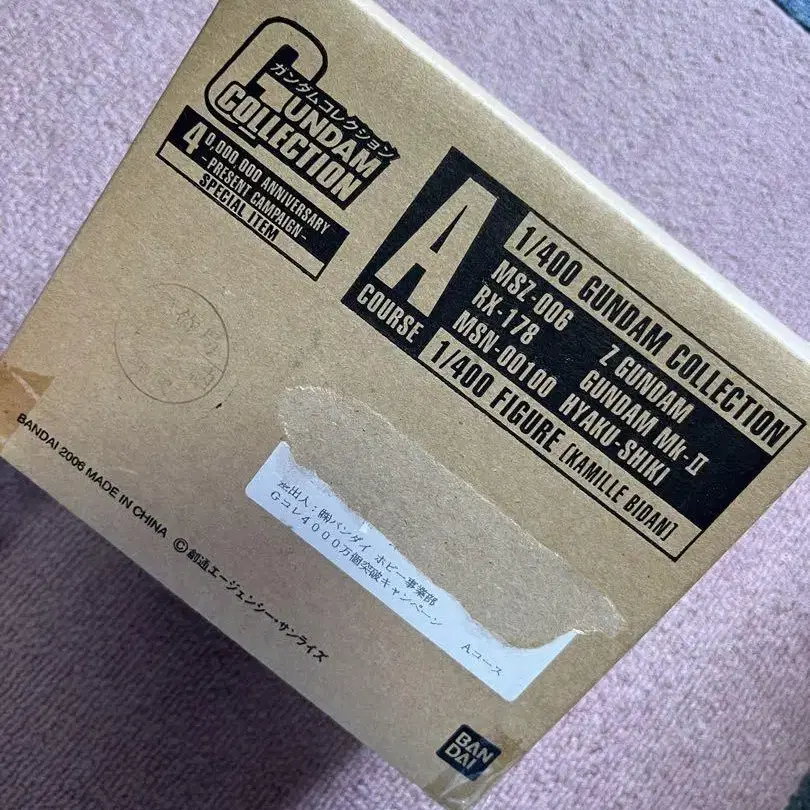 ガンダムコレクション
GUNDAM
COLLECTION
40,000,000 ANNIVERSARY
-PRESENT CAMPAIGN-
SPECIAL ITEM
A
COURSE
1/400 GUNDAM COLLECTION
MSZ-006 Z GUNDAM
RX-178 GUNDAM Mk-II
MSN-00100 HYAKU-SHIKI
1/400 FIGURE [KAMILLE BIDAN]
差出人:㈱バンダイ ホビー事業部
Gコレ4000万個突破キャンペーン
Aコース
BANDAI 2006 MADE IN CHINA
©創通エージェンシー・サンライズ
BAN
DAI